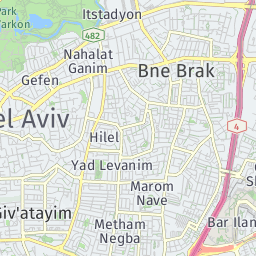 Park
Yarkon
Itstadyon
482
Nahalat
Ganim
Gefen
Bne Brak
el Aviv
Hilel
4
Yad Levanim
Marom
Nave
Giv'atayim
Metham
Negba
Bar Ilan